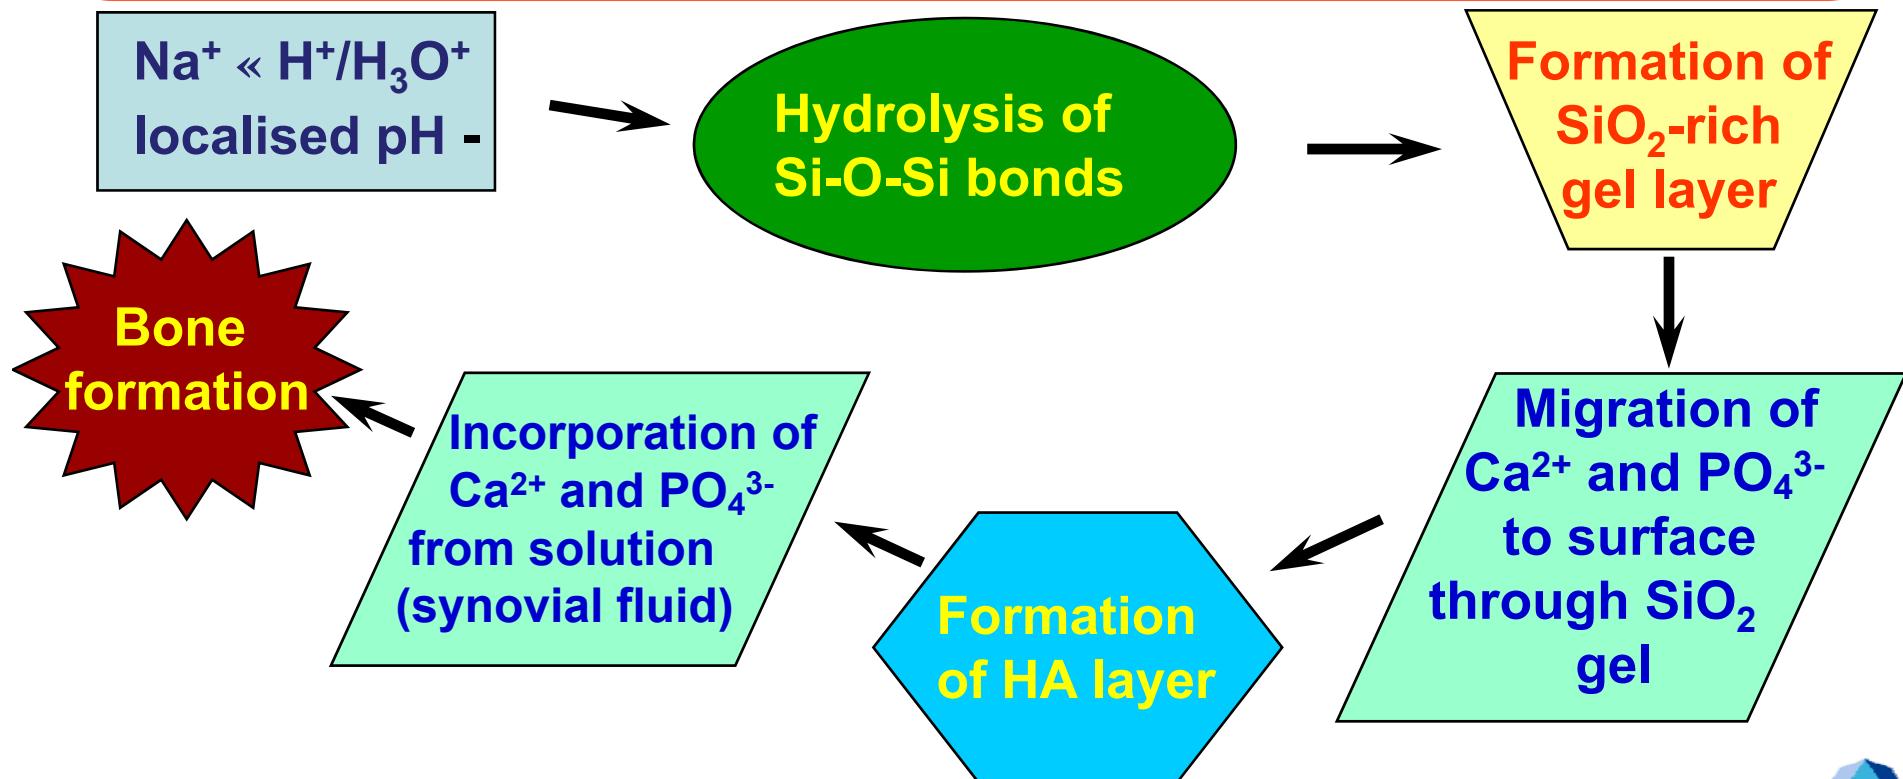 Na⁺ « H⁺/H₃O⁺
localised pH -
Hydrolysis of
Si-O-Si bonds
Formation of
SiO₂-rich
gel layer
Migration of
Ca²⁺ and PO₄³⁻
to surface
through SiO₂
gel
Formation
of HA layer
Incorporation of
Ca²⁺ and PO₄³⁻
from solution
(synovial fluid)
Bone
formation